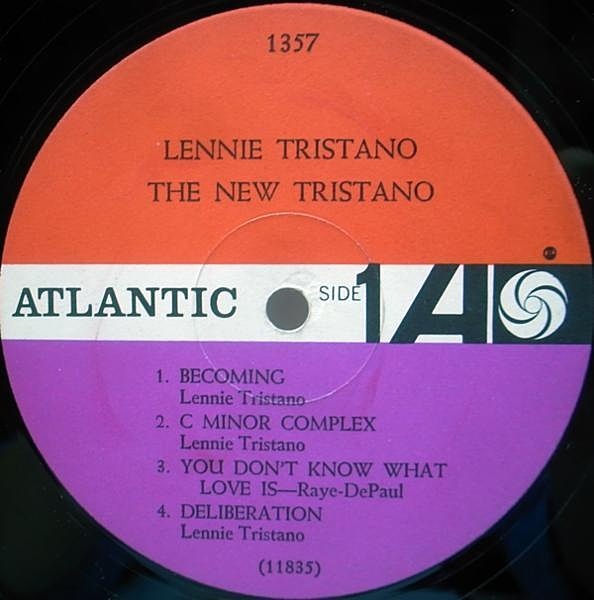 1357
LENNIE TRISTANO
THE NEW TRISTANO
ATLANTIC SIDE 1 A
1. BECOMING
Lennie Tristano
2. C MINOR COMPLEX
Lennie Tristano
3. YOU DON'T KNOW WHAT
LOVE IS—Raye-DePaul
4. DELIBERATION
Lennie Tristano
(11835)